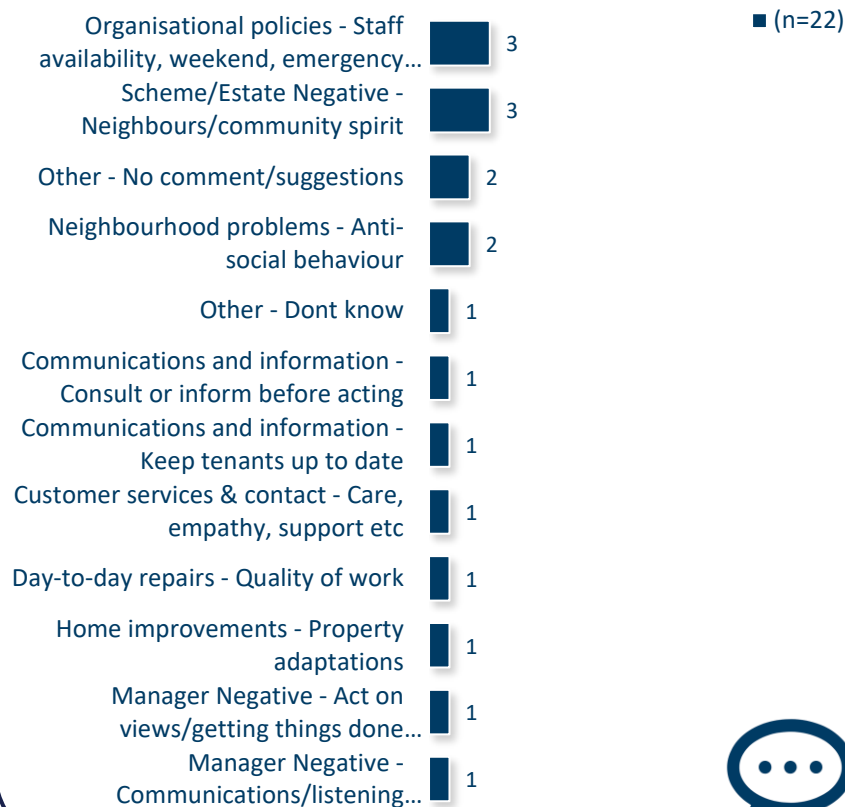 (n=22)
Organisational policies - Staff
availability, weekend, emergency...
3
Scheme/Estate Negative -
Neighbours/community spirit
3
Other - No comment/suggestions
2
Neighbourhood problems - Anti-
social behaviour
2
Other - Dont know
1
Communications and information -
Consult or inform before acting
1
Communications and information -
Keep tenants up to date
1
Customer services & contact - Care,
empathy, support etc
1
Day-to-day repairs - Quality of work
1
Home improvements - Property
adaptations
1
Manager Negative - Act on
views/getting things done...
1
Manager Negative -
Communications/listening...
1